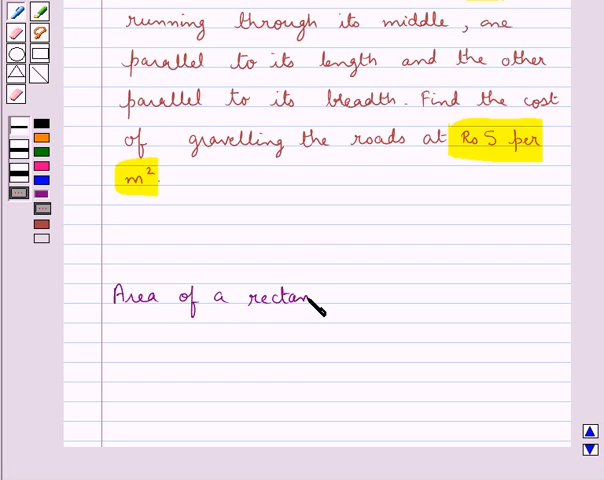 running through its middle, one
parallel to its length and the other
parallel to its breadth. Find the cost
of gravelling the roads at Rs 5 per
m².
Area of a rectan